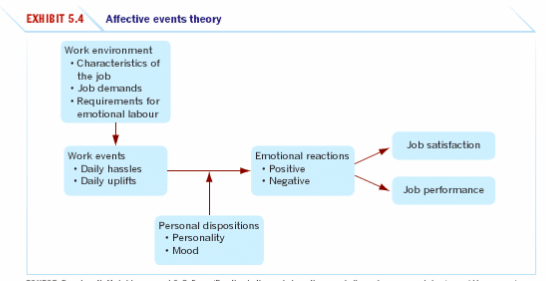 EXHIBIT 5.4 Affective events theory
Work environment
• Characteristics of
the job
• Job demands
• Requirements for
emotional labour
Work events
• Daily hassles
• Daily uplifts
Emotional reactions
• Positive
• Negative
Job satisfaction
Job performance
Personal dispositions
• Personality
• Mood